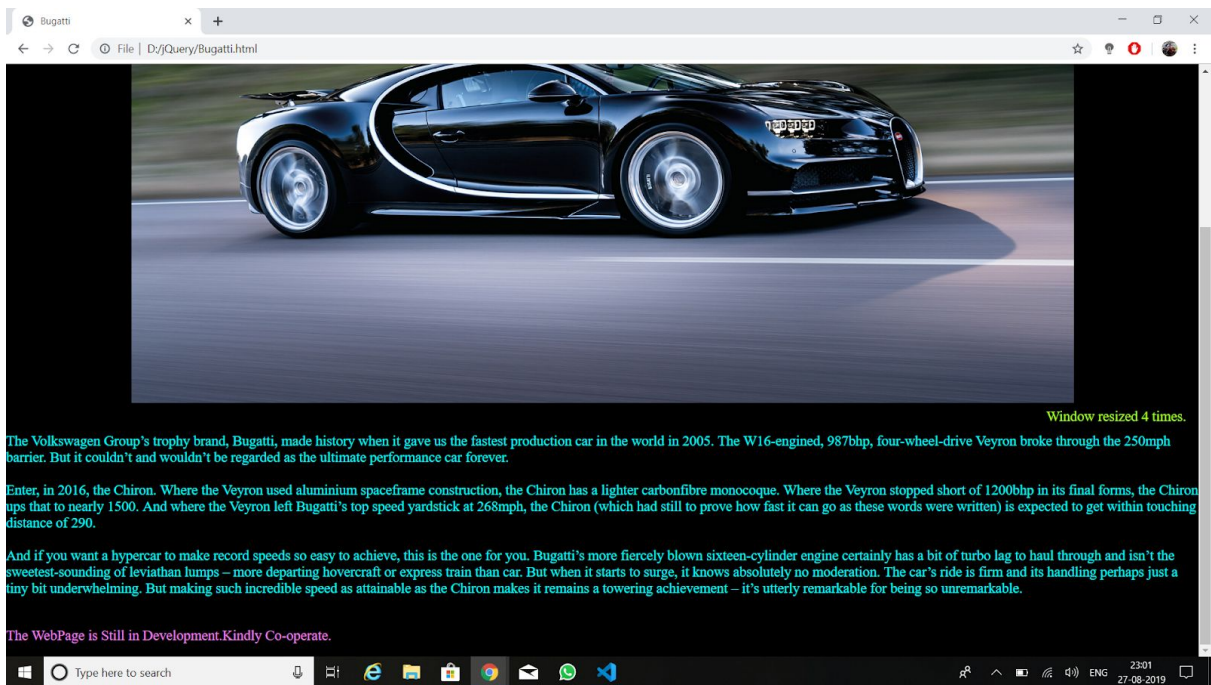 Bugatti
File | D:/jQuery/Bugatti.html
Window resized 4 times.
The Volkswagen Group’s trophy brand, Bugatti, made history when it gave us the fastest production car in the world in 2005. The W16-engined, 987bhp, four-wheel-drive Veyron broke through the 250mph
barrier. But it couldn’t and wouldn’t be regarded as the ultimate performance car forever.
Enter, in 2016, the Chiron. Where the Veyron used aluminium spaceframe construction, the Chiron has a lighter carbonfibre monocoque. Where the Veyron stopped short of 1200bhp in its final forms, the Chiron
ups that to nearly 1500. And where the Veyron left Bugatti’s top speed yardstick at 268mph, the Chiron (which had still to prove how fast it can go as these words were written) is expected to get within touching
distance of 290.
And if you want a hypercar to make record speeds so easy to achieve, this is the one for you. Bugatti’s more fiercely blown sixteen-cylinder engine certainly has a bit of turbo lag to haul through and isn’t the
sweetest-sounding of leviathan lumps – more departing hovercraft or express train than car. But when it starts to surge, it knows absolutely no moderation. The car’s ride is firm and its handling perhaps just a
tiny bit underwhelming. But making such incredible speed as attainable as the Chiron makes it remains a towering achievement – it’s utterly remarkable for being so unremarkable.
The WebPage is Still in Development.Kindly Co-operate.
Type here to search
ENG
23:01
27-08-2019